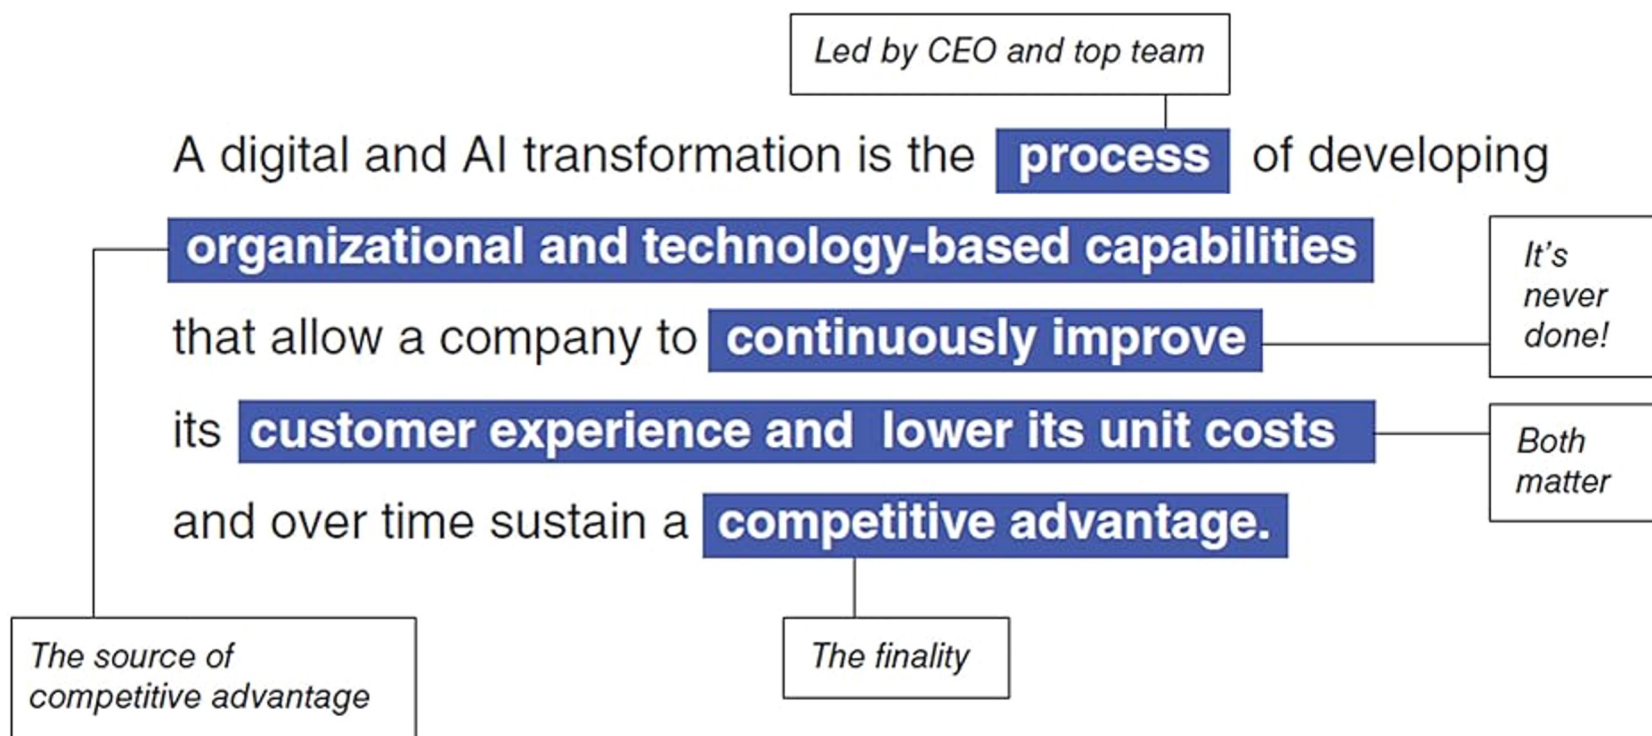 Led by CEO and top team
A digital and AI transformation is the process of developing
organizational and technology-based capabilities
It's
never
done!
that allow a company to continuously improve
its customer experience and lower its unit costs
Both
matter
and over time sustain a competitive advantage.
The source of
competitive advantage
The finality